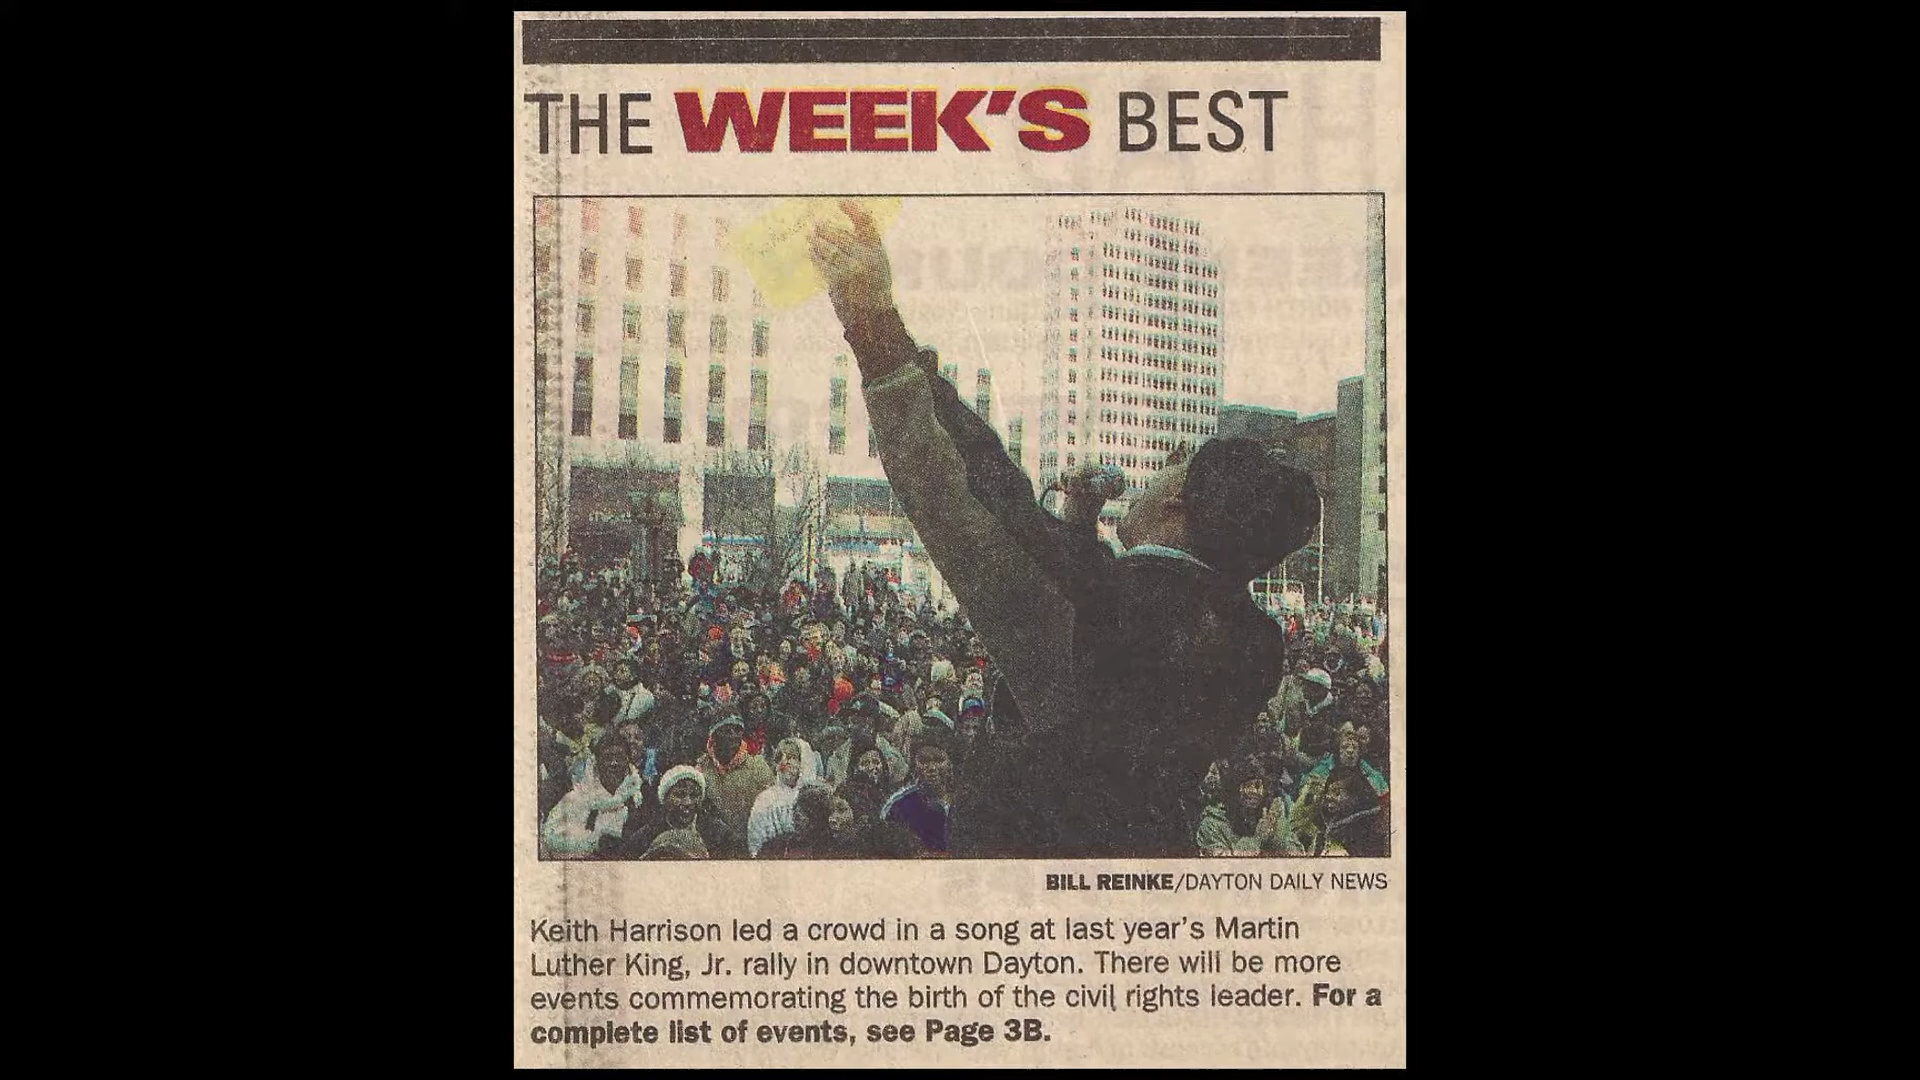 THE WEEK'S BEST
BILL REINKE/DAYTON DAILY NEWS
Keith Harrison led a crowd in a song at last year's Martin
Luther King, Jr. rally in downtown Dayton. There will be more
events commemorating the birth of the civil rights leader. For a
complete list of events, see Page 3B.